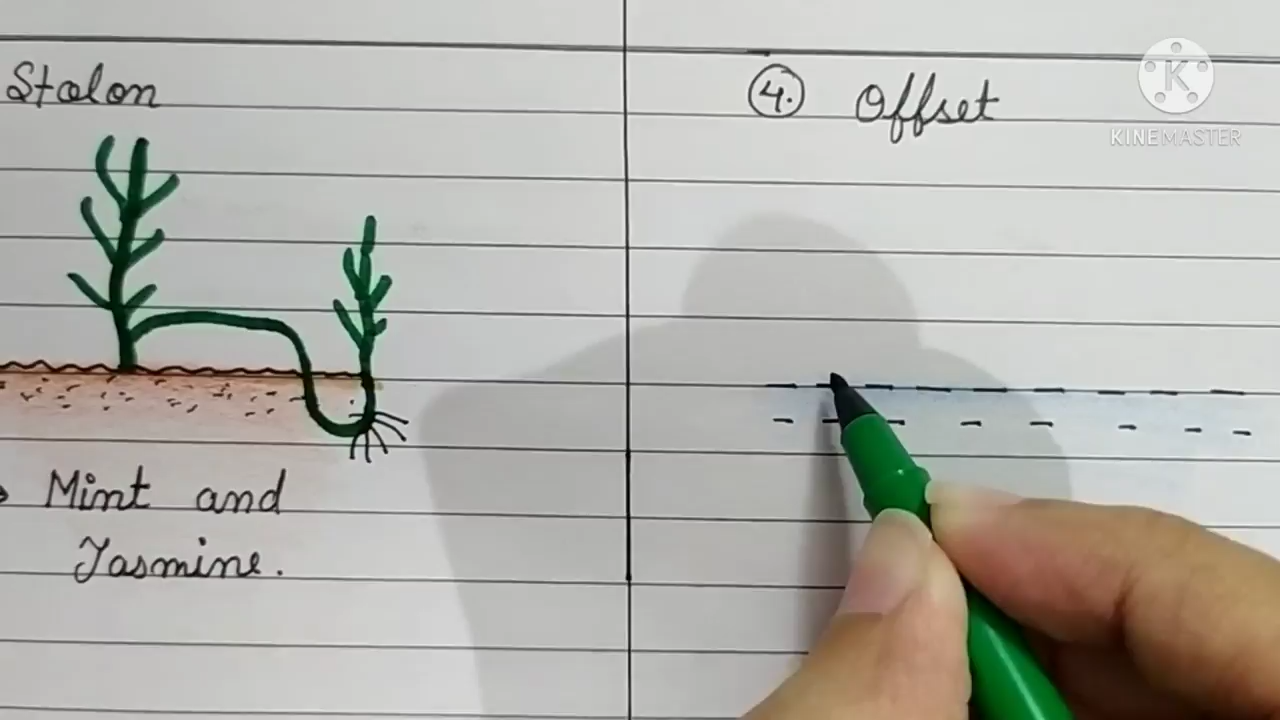 Stolon
Mint and
Jasmine.
4. Offset
K
KINEMASTER